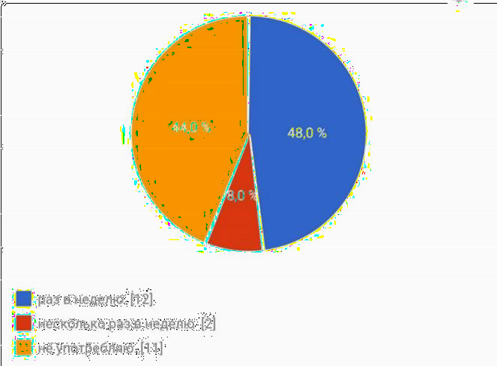 48,0 %
44,0 %
8,0 %
раз в неделю [12]
несколько раз в неделю [2]
не употребляю [11]